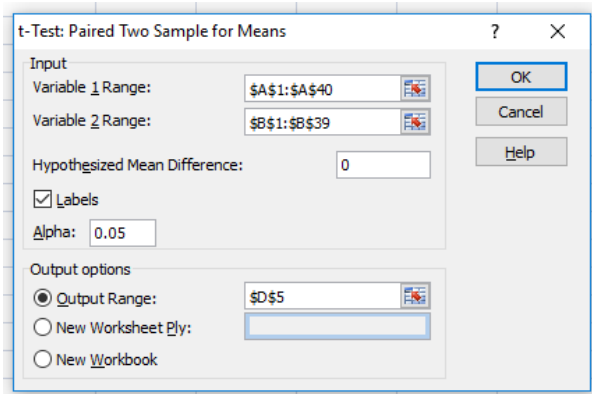 t-Test: Paired Two Sample for Means ? X
Input
Variable 1 Range: $A$1:$A$40
Variable 2 Range: $B$1:$B$39
Hypothesized Mean Difference: 0
Labels
Alpha: 0.05
OK
Cancel
Help
Output options
Output Range: $D$5
New Worksheet Ply:
New Workbook